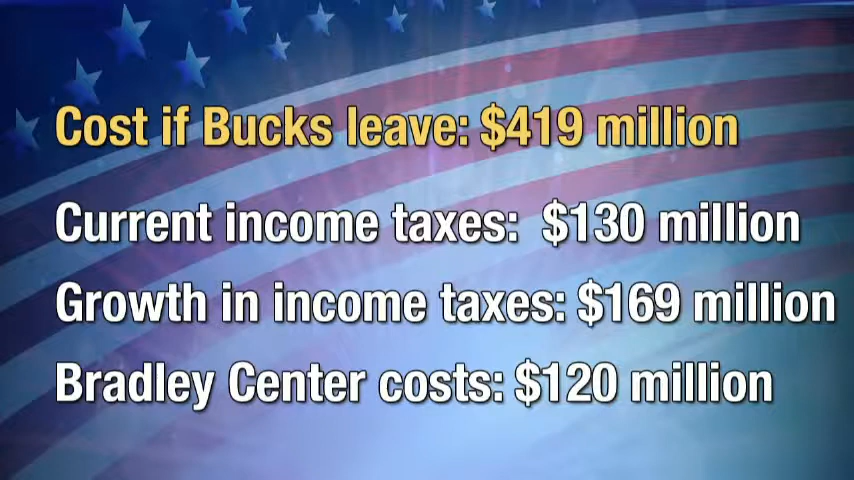 Cost if Bucks leave: $419 million
Current income taxes: $130 million
Growth in income taxes: $169 million
Bradley Center costs: $120 million